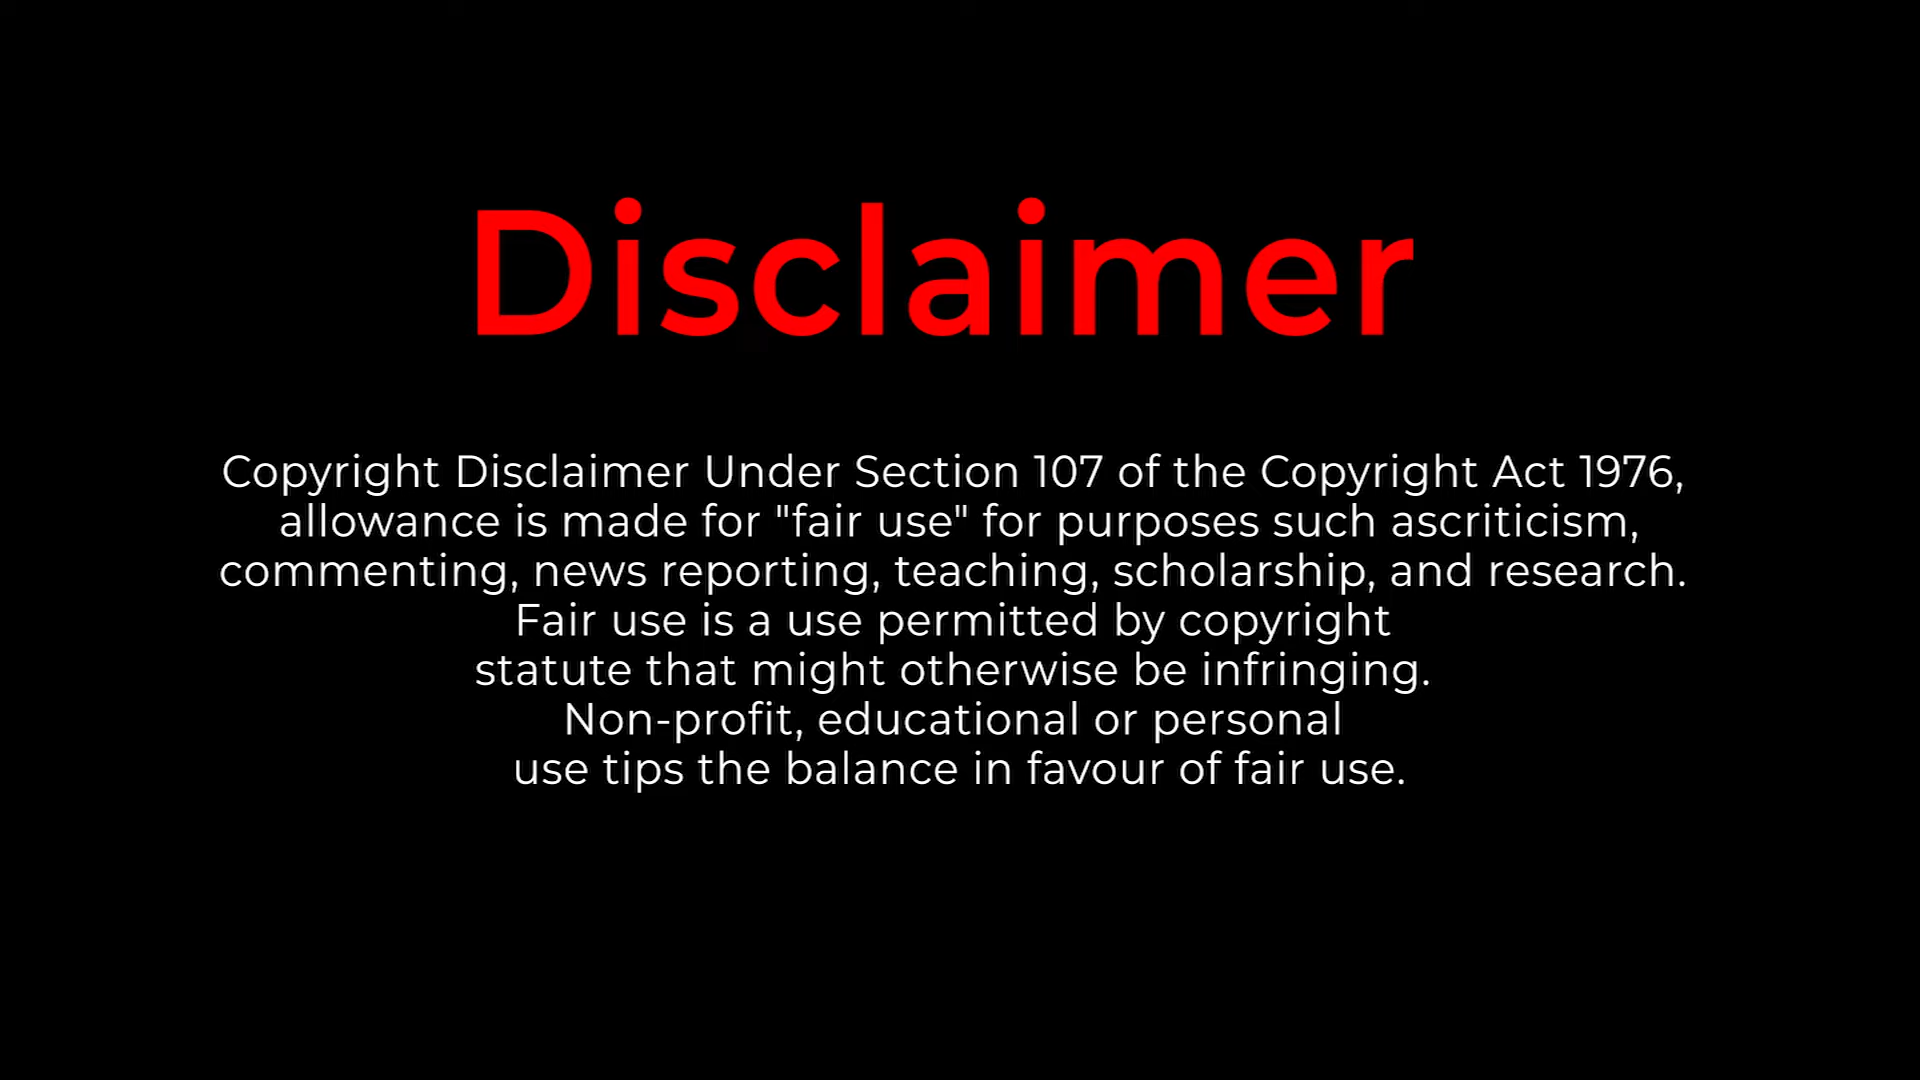 Disclaimer
Copyright Disclaimer Under Section 107 of the Copyright Act 1976,
allowance is made for "fair use" for purposes such ascriticism,
commenting, news reporting, teaching, scholarship, and research.
Fair use is a use permitted by copyright
statute that might otherwise be infringing.
Non-profit, educational or personal
use tips the balance in favour of fair use.